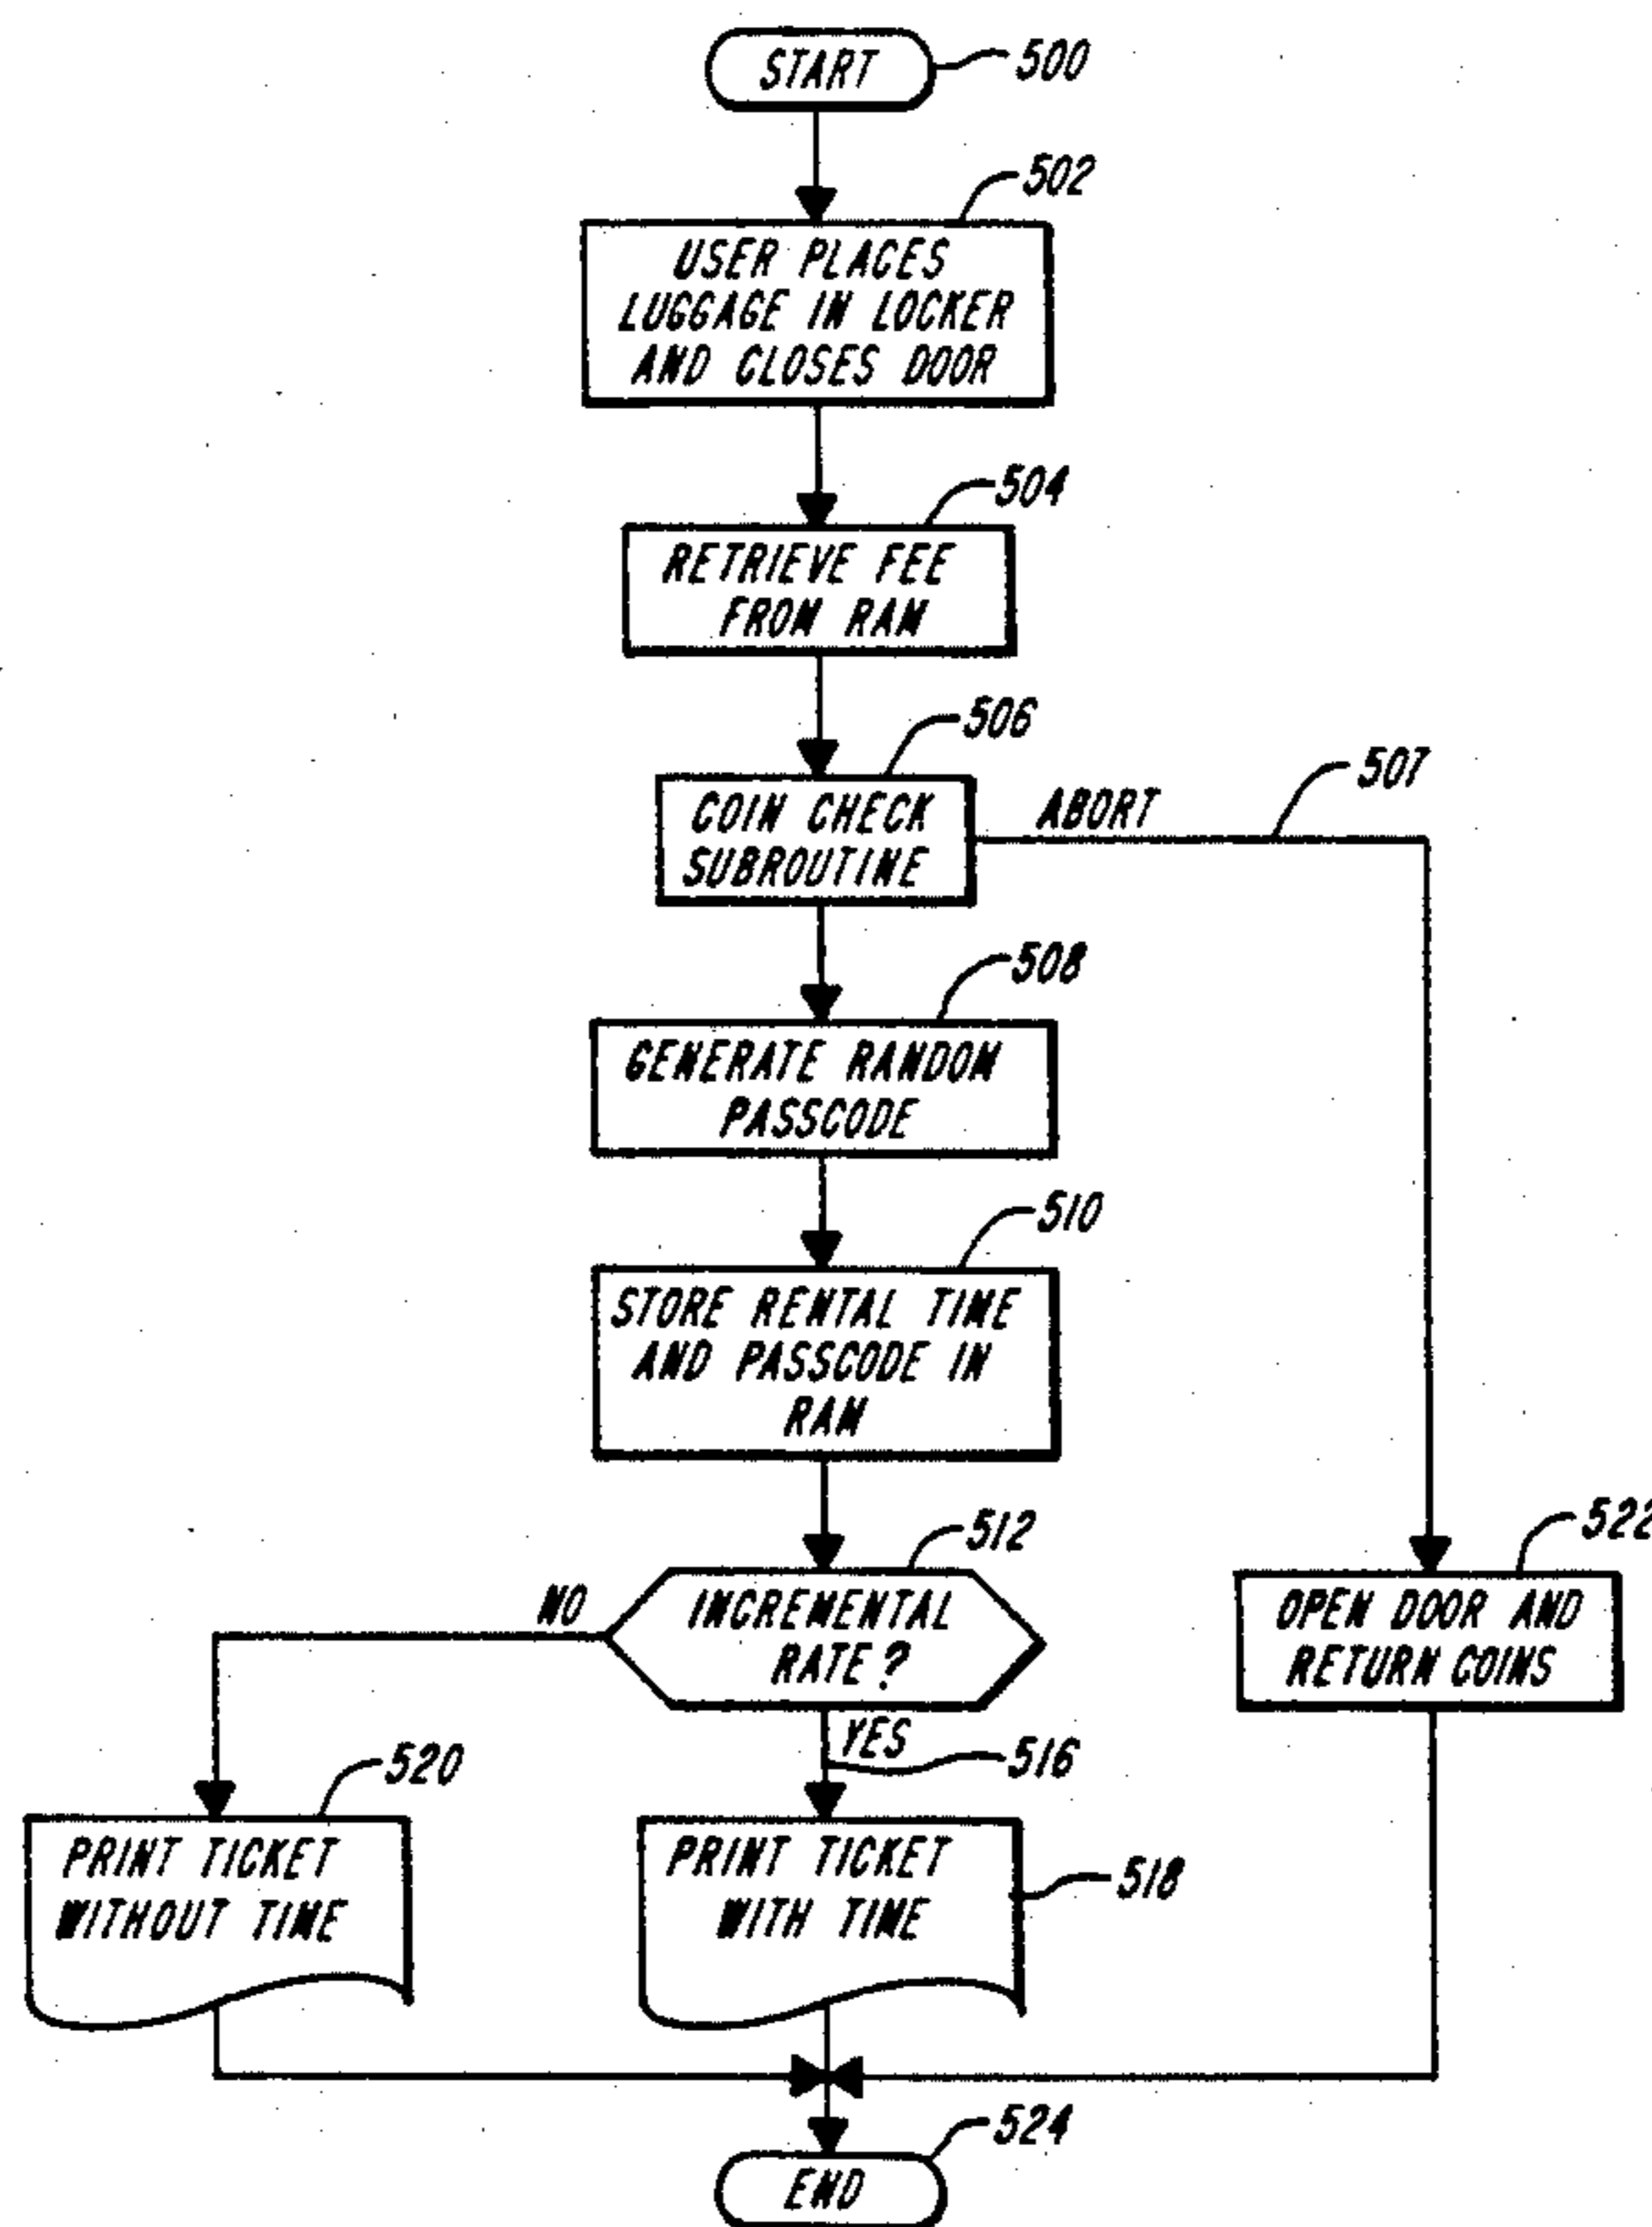 START
500
502
USER PLACES
LUGGAGE IN LOCKER
AND CLOSES DOOR
504
RETRIEVE FEE
FROM RAM
506
COIN CHECK
SUBROUTINE
ABORT
507
508
GENERATE RANDOM
PASSCODE
510
STORE RENTAL TIME
AND PASSCODE IN
RAM
512
INCREMENTAL
RATE?
NO
YES
516
522
OPEN DOOR AND
RETURN COINS
520
PRINT TICKET
WITHOUT TIME
PRINT TICKET
WITH TIME
518
524
END